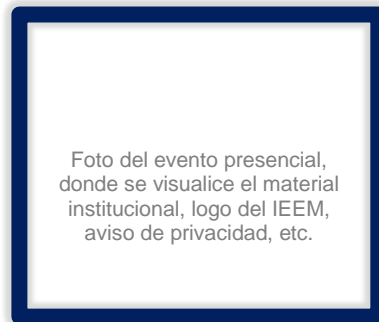 Foto del evento presencial,
donde se visualice el material
institucional, logo del IEEM,
aviso de privacidad, etc.